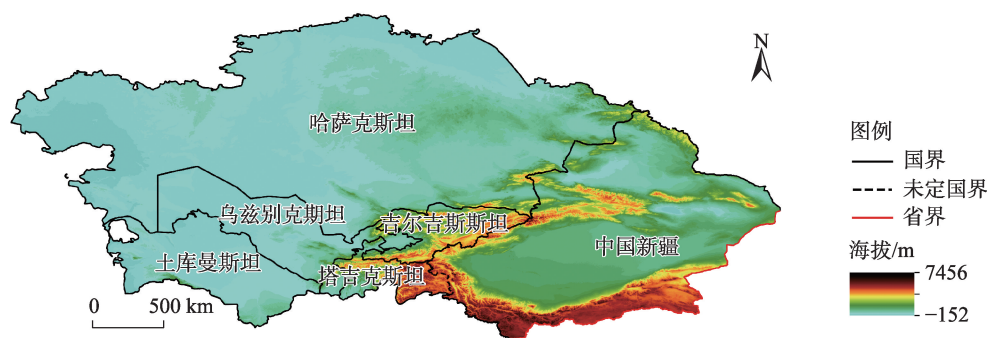 N
哈萨克斯坦
乌兹别克期坦
吉尔吉斯斯坦
中国新疆
土库曼斯坦
塔吉克斯坦
0 500 km
图例
国界
未定国界
省界
海拔/m
7456
−152